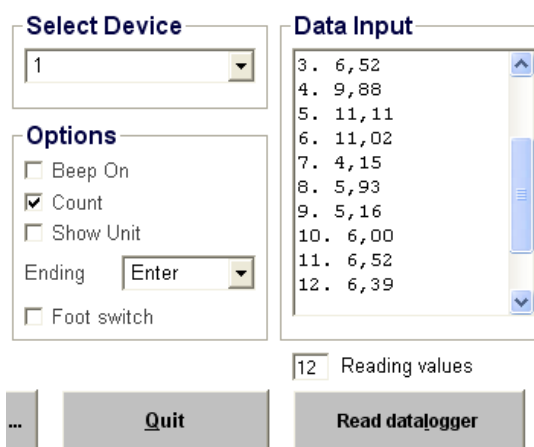 Select Device
1
Options
Beep On
Count
Show Unit
Ending Enter
Foot switch
Data Input
3. 6,52
4. 9,88
5. 11,11
6. 11,02
7. 4,15
8. 5,93
9. 5,16
10. 6,00
11. 6,52
12. 6,39
12 Reading values
... Quit Read datalogger